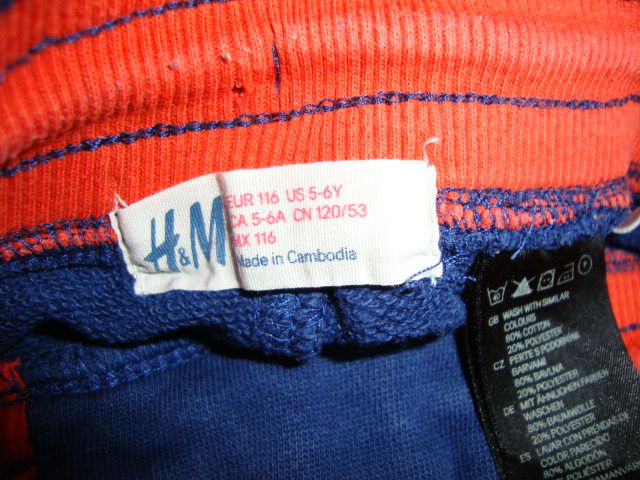 H&M
EUR 116 US 5-6Y
CA 5-6A CN 120/53
MX 116
Made in Cambodia
GB WASH WITH SIMILAR
COLOURS
80% COTTON
20% POLYESTER
CZ PERTE S PODOBNÝMI
BARVAMI
80% BAVLNA
20% POLYESTER
DE MIT ÄHNLICHEN FARBEN
WASCHEN
80% BAUMWOLLE
20% POLYESTER
ES LAVAR CON PRENDAS DE
COLOR PARECIDO
80% ALGODÓN
20% POLIÉSTER